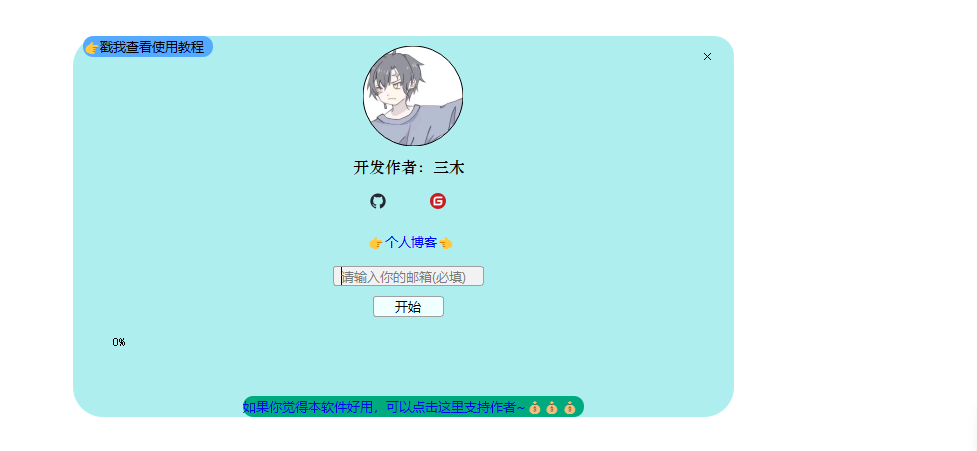 👉戳我查看使用教程
×
开发作者：三木
👉个人博客👈
请输入你的邮箱(必填)
开始
0%
如果你觉得本软件好用，可以点击这里支持作者~💰💰💰